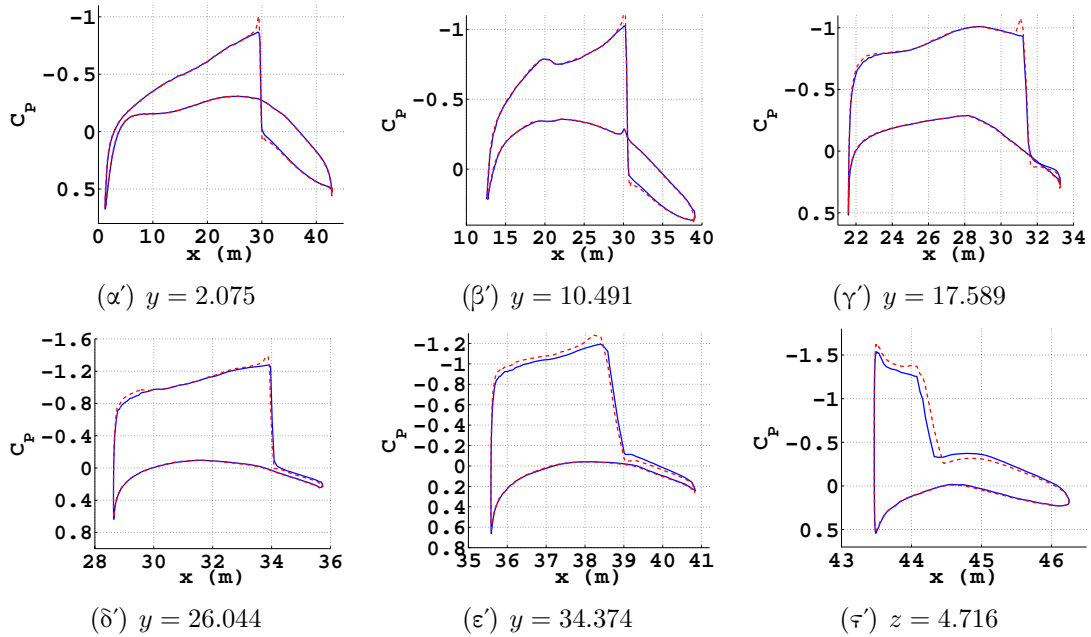 -1
-0.5
0
0.5
C_p
0 10 20 30 40
x (m)
(α′) y = 2.075
-1
-0.5
0
C_p
10 15 20 25 30 35 40
x (m)
(β′) y = 10.491
-1
-0.5
0
0.5
C_p
22 24 26 28 30 32 34
x (m)
(γ′) y = 17.589
-1.6
-1.2
-0.8
-0.4
0
0.4
0.8
C_p
28 30 32 34 36
x (m)
(δ′) y = 26.044
-1.2
-1
-0.8
-0.6
-0.4
-0.2
0
0.2
0.4
0.6
0.8
C_p
35 36 37 38 39 40 41
x (m)
(ε′) y = 34.374
-1.5
-1
-0.5
0
0.5
C_p
43 44 45 46
x (m)
(ϛ′) z = 4.716